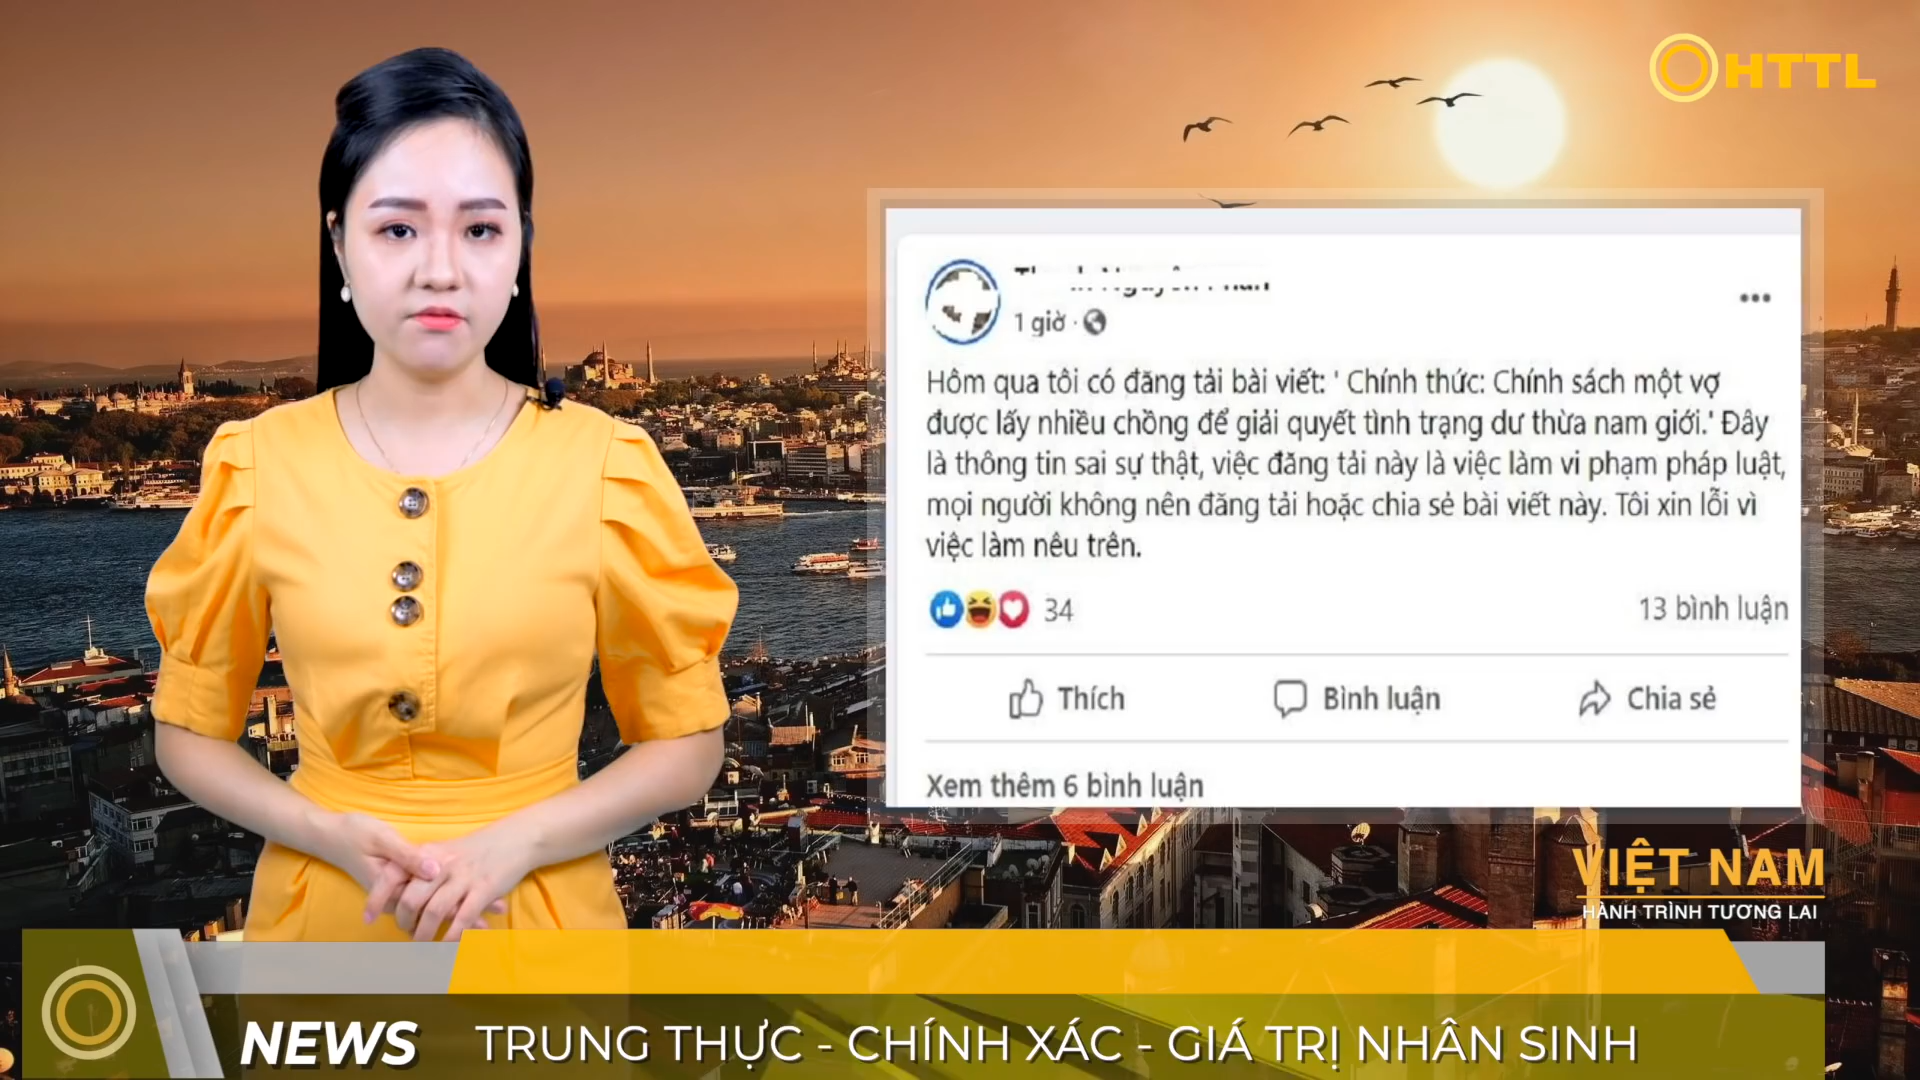 HTTL
1 giờ
Hôm qua tôi có đăng tải bài viết: ' Chính thức: Chính sách một vợ
được lấy nhiều chồng để giải quyết tình trạng dư thừa nam giới.' Đây
là thông tin sai sự thật, việc đăng tải này là việc làm vi phạm pháp luật,
mọi người không nên đăng tải hoặc chia sẻ bài viết này. Tôi xin lỗi vì
việc làm nêu trên.
34
13 bình luận
Thích
Bình luận
Chia sẻ
Xem thêm 6 bình luận
VIỆT NAM
HÀNH TRÌNH TƯƠNG LAI
NEWS
TRUNG THỰC - CHÍNH XÁC - GIÁ TRỊ NHÂN SINH